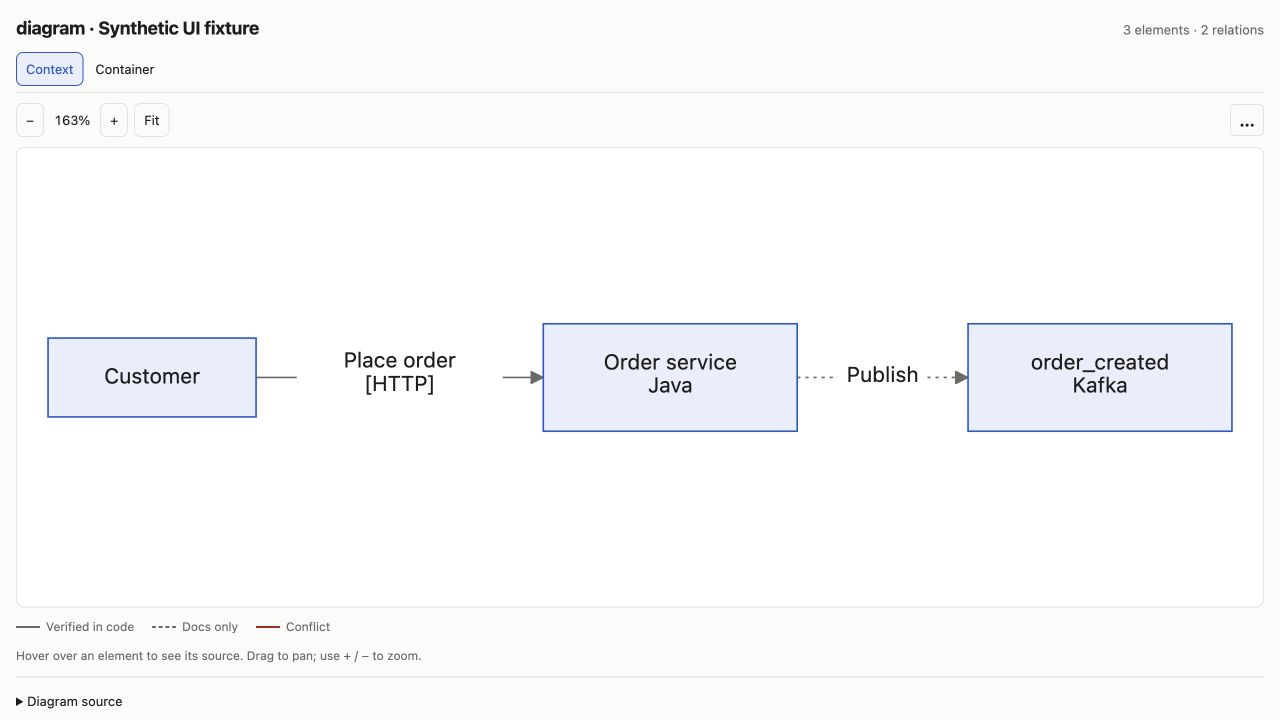 diagram · Synthetic UI fixture
3 elements · 2 relations
Context
Container
−
163%
+
Fit
...
Customer
Place order
[HTTP]
Order service
Java
Publish
order_created
Kafka
Verified in code
Docs only
Conflict
Hover over an element to see its source. Drag to pan; use + / − to zoom.
Diagram source